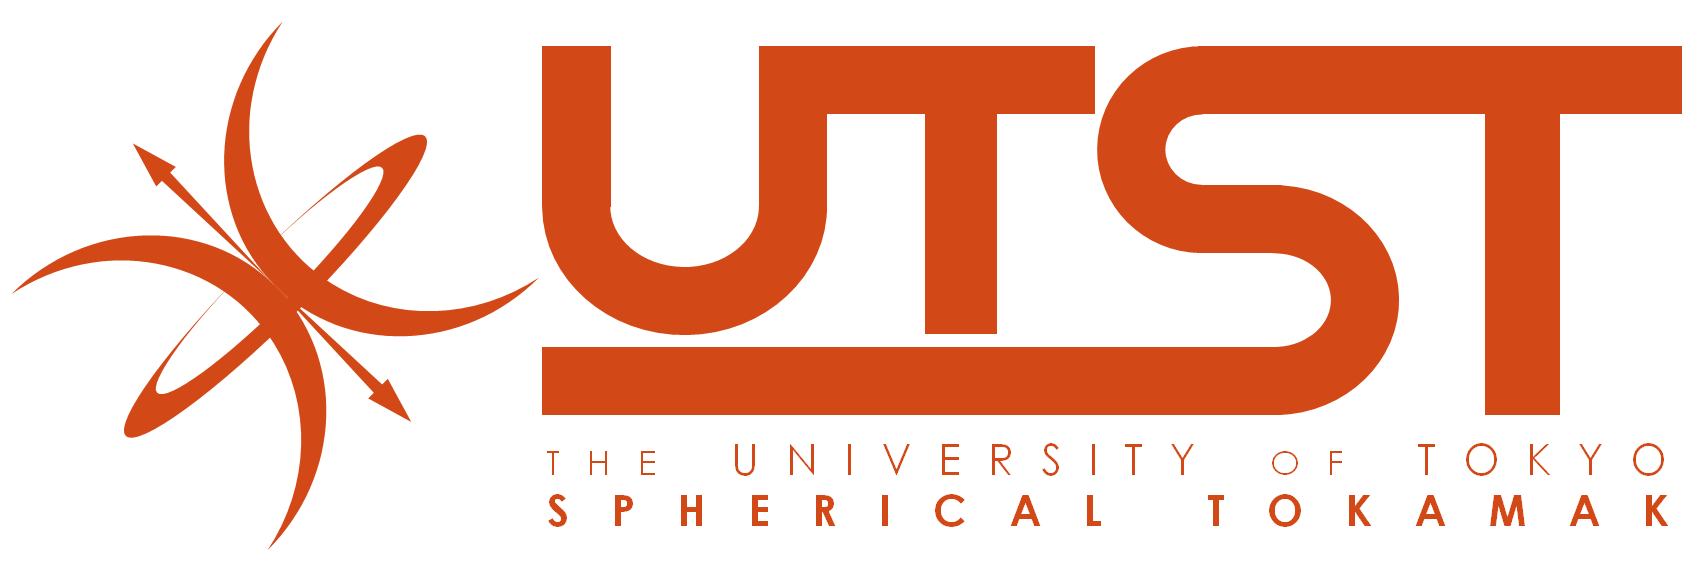 UTST
THE UNIVERSITY OF TOKYO
SPHERICAL TOKAMAK